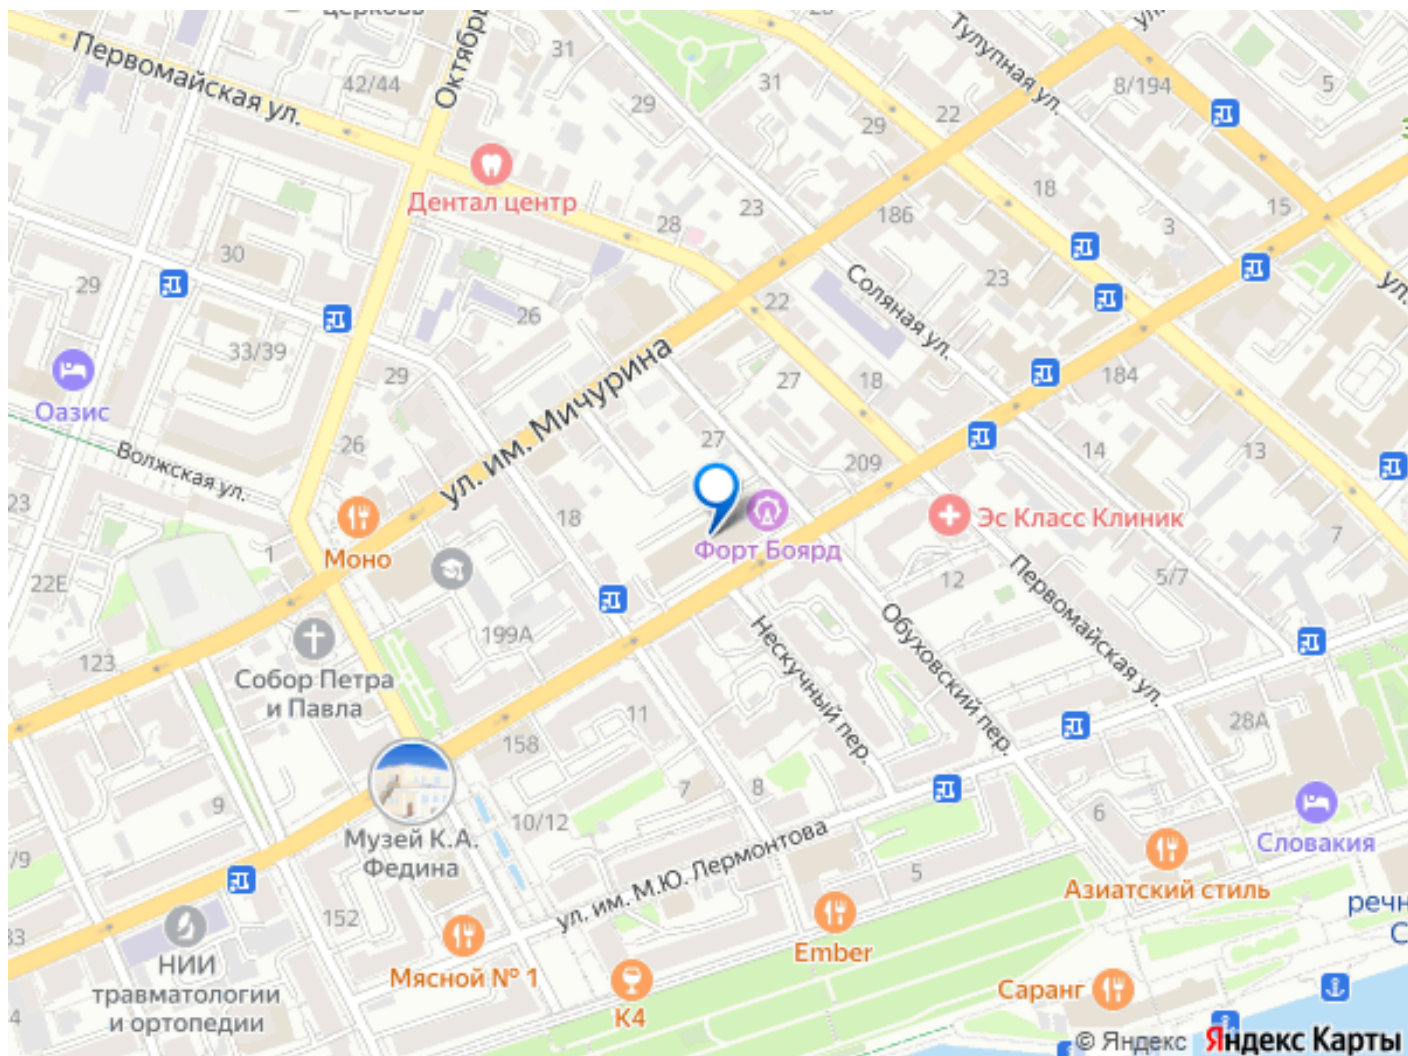 церковь
Первомайская ул.
42/44
31
29
31
29
22
Тулупная ул.
ул.
8/194
5
Дентал центр
28
23
186
18
3
15
30
29
26
22
Соляная ул.
23
ул.
33/39
29
Оазис
26
Волжская ул.
ул. им. Мичурина
27
27
18
184
14
13
209
23
18
Моно
1
22Е
Форт Боярд
Эс Класс Клиник
12
5/7
7
Первомайская ул.
Обуховский пер.
Нескучный пер.
199А
123
Собор Петра
и Павла
11
158
28А
7
8
9
6
Словакия
10/12
Музей К.А.
Федина
ул. им. М.Ю. Лермонтова
5
Азиатский стиль
152
НИИ
травматологии
и ортопедии
Мясной № 1
Ember
K4
Саранг
© Яндекс Яндекс Карты